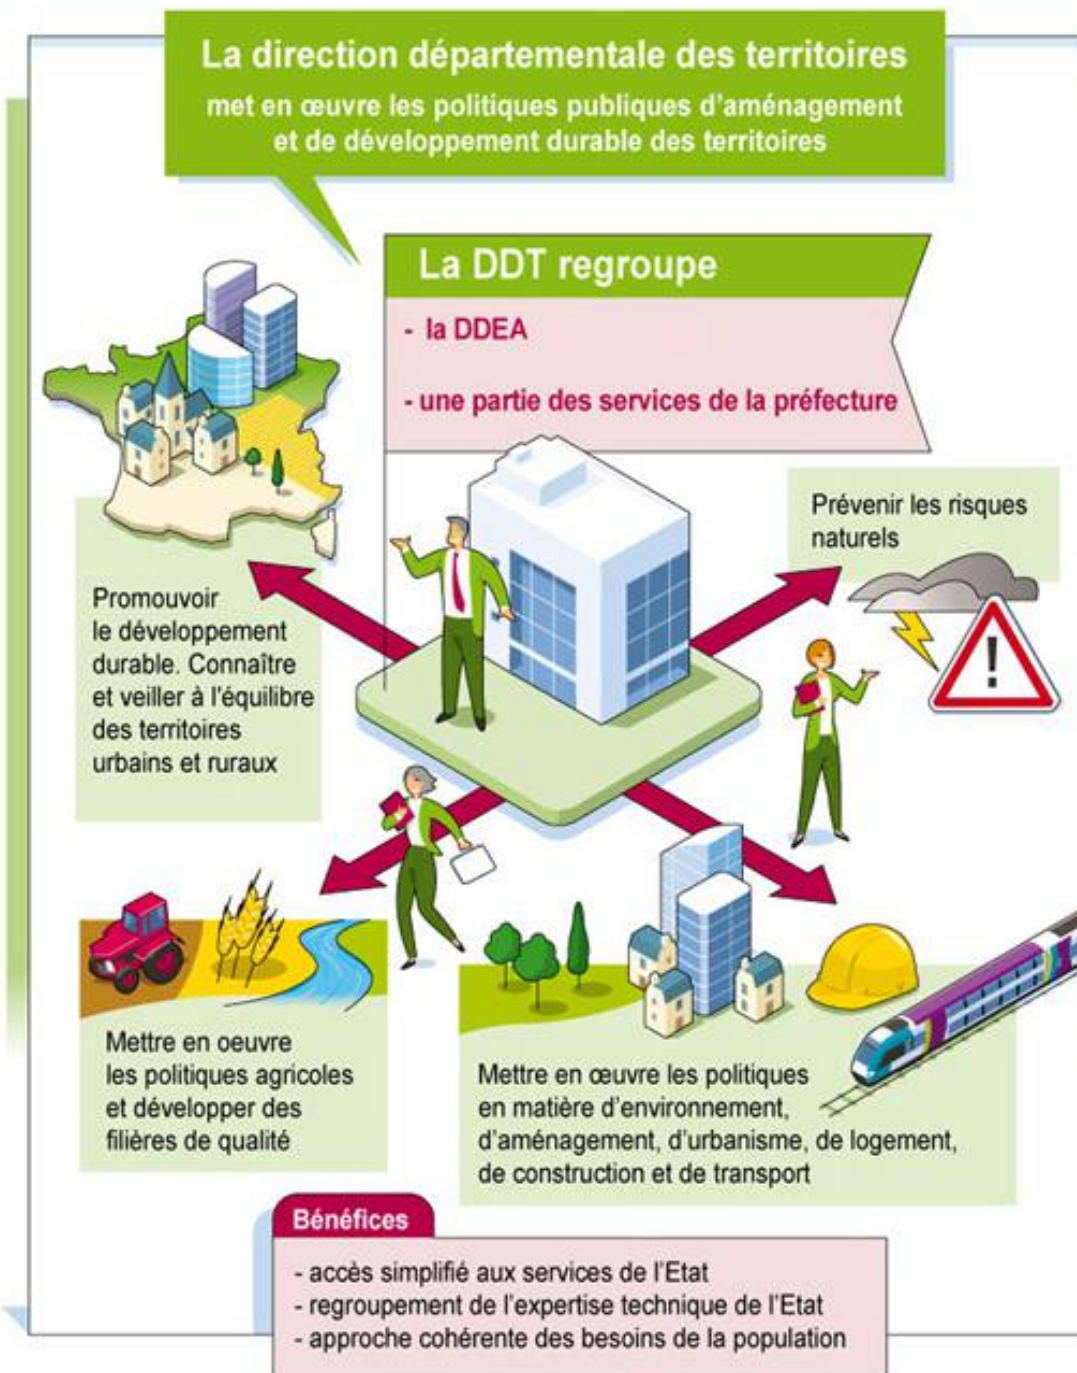 La direction départementale des territoires
met en œuvre les politiques publiques d'aménagement
et de développement durable des territoires
La DDT regroupe
- la DDEA
- une partie des services de la préfecture
Prévenir les risques
naturels
Promouvoir
le développement
durable. Connaître
et veiller à l'équilibre
des territoires
urbains et ruraux
Mettre en oeuvre
les politiques agricoles
et développer des
filières de qualité
Mettre en œuvre les politiques
en matière d'environnement,
d'aménagement, d'urbanisme, de logement,
de construction et de transport
Bénéfices
- accès simplifié aux services de l'Etat
- regroupement de l'expertise technique de l'Etat
- approche cohérente des besoins de la population